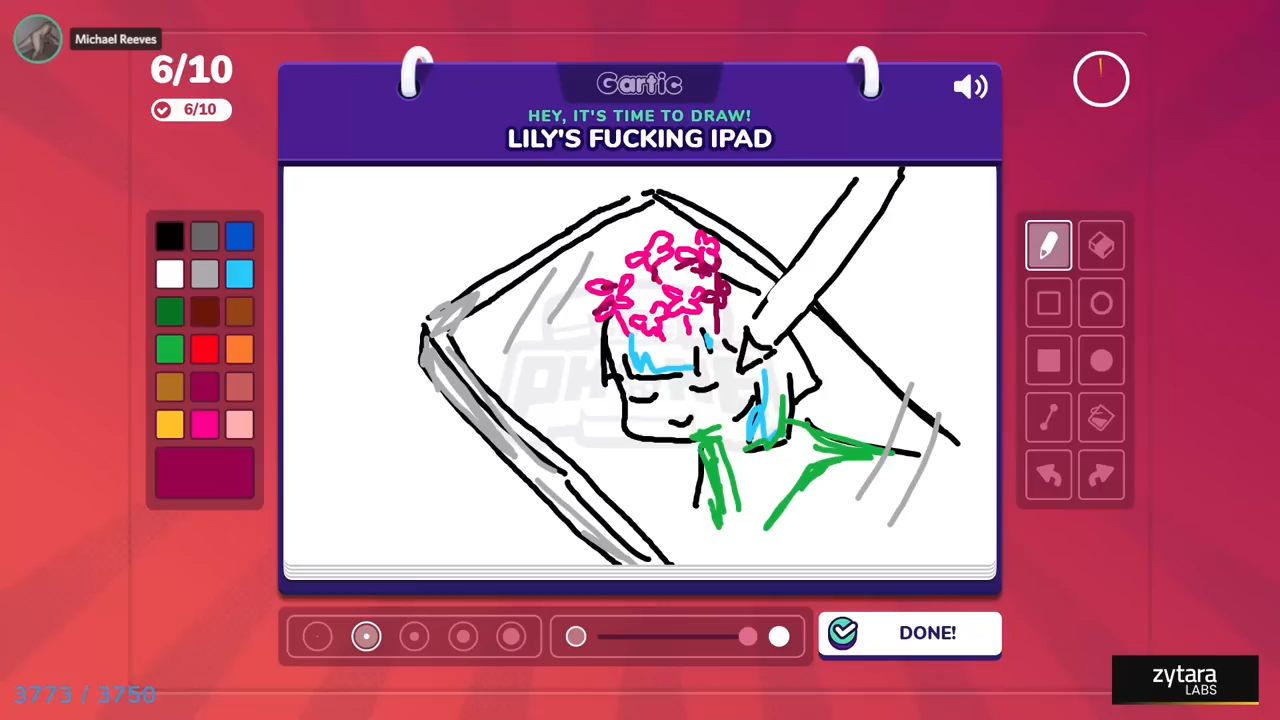 Michael Reeves
6/10
6/10
Gartic
HEY, IT'S TIME TO DRAW!
LILY'S FUCKING IPAD
DONE!
3773 / 3750
zytara
LABS